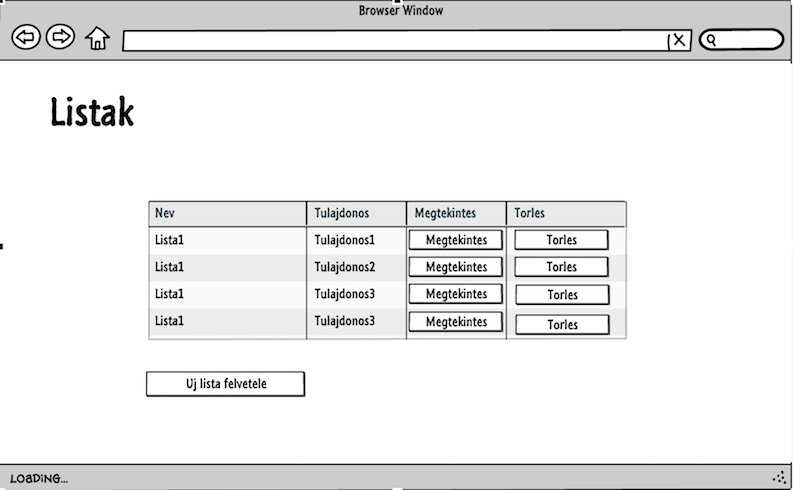 Browser Window
Listak
Nev Tulajdonos Megtekintes Torles
Lista1 Tulajdonos1 Megtekintes Torles
Lista1 Tulajdonos2 Megtekintes Torles
Lista1 Tulajdonos3 Megtekintes Torles
Lista1 Tulajdonos3 Megtekintes Torles
Uj lista felvetele
LOADING...